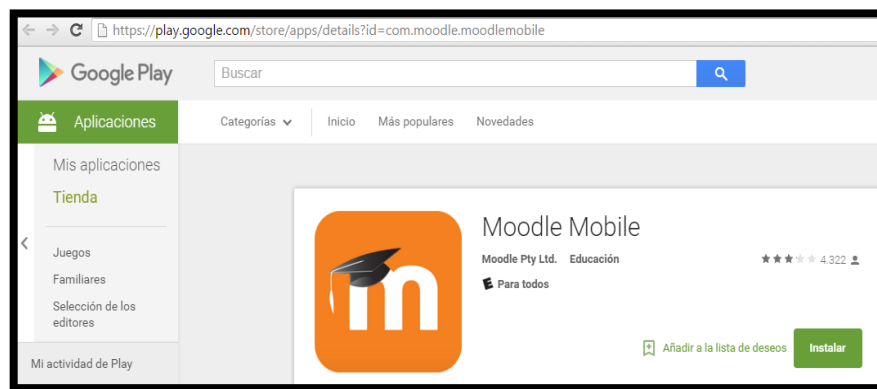 https://play.google.com/store/apps/details?id=com.moodle.moodlemobile
Google Play
Buscar
Aplicaciones
Categorías
Inicio
Más populares
Novedades
Mis aplicaciones
Tienda
Juegos
Familiares
Selección de los
editores
Mi actividad de Play
m
Moodle Mobile
Moodle Pty Ltd. Educación
4.322
E Para todos
Añadir a la lista de deseos
Instalar